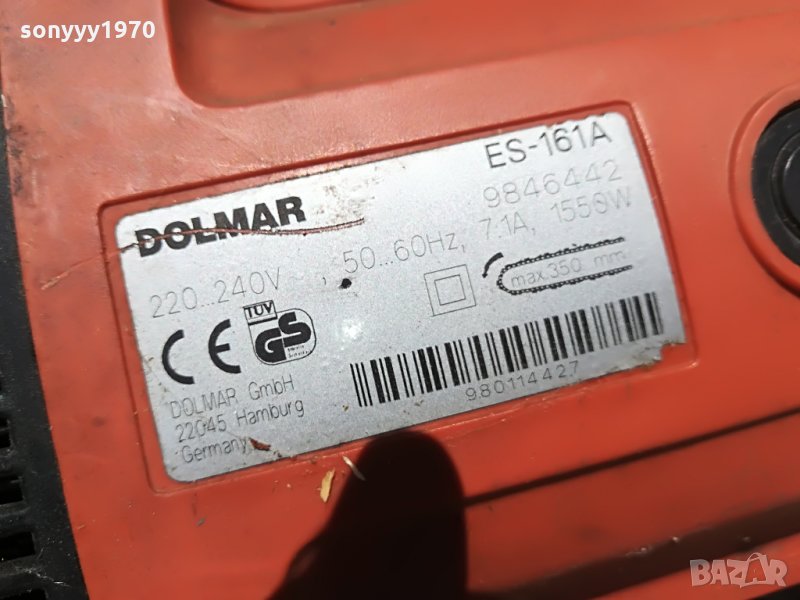 sonyyy1970
ES-161A
DOLMAR 9846442
220...240V , 50...60Hz, 7.1A, 1550W
max.350 mm
TÜV
CE GS
DOLMAR GmbH
22045 Hamburg
Germany
980114427
BAZAR